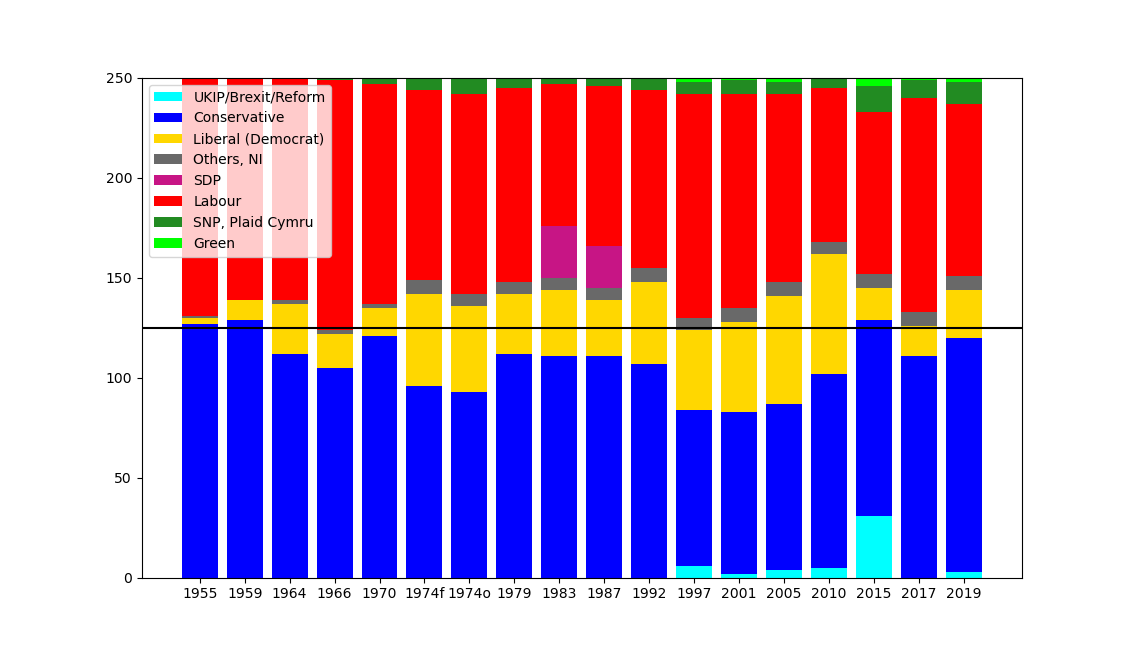 250
200
150
100
50
0
UKIP/Brexit/Reform
Conservative
Liberal (Democrat)
Others, NI
SDP
Labour
SNP, Plaid Cymru
Green
1955 1959 1964 1966 1970 1974f 1974o 1979 1983 1987 1992 1997 2001 2005 2010 2015 2017 2019